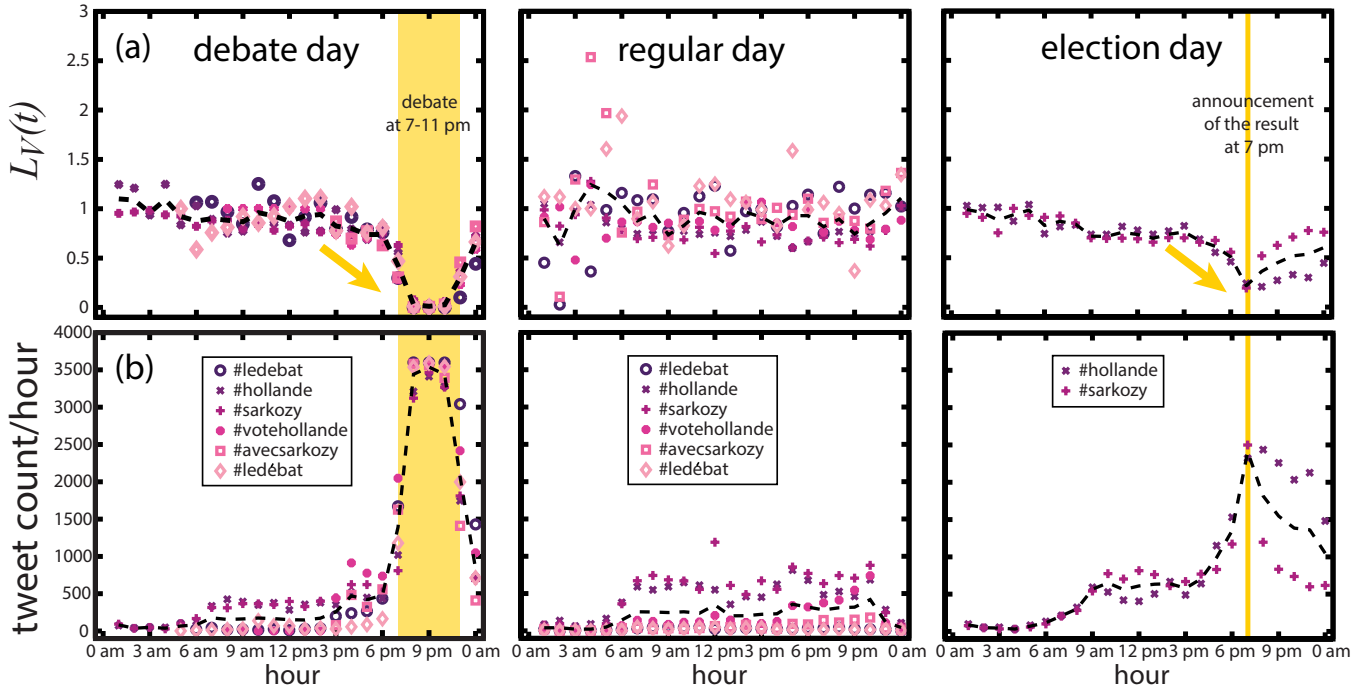 (a)
debate day
regular day
election day
debate
at 7-11 pm
announcement
of the result
at 7 pm
L_V(t)
3
2.5
2
1.5
1
0.5
0
(b)
tweet count/hour
4000
3500
3000
2500
2000
1500
1000
500
0
#ledebat
#hollande
#sarkozy
#votehollande
#avecsarkozy
#ledébat
#ledebat
#hollande
#sarkozy
#votehollande
#avecsarkozy
#ledébat
#hollande
#sarkozy
0 am 3 am 6 am 9 am 0 pm 3 pm 6 pm 9 pm 0 am
0 am 3 am 6 am 9 am 0 pm 3 pm 6 pm 9 pm 0 am
0 am 3 am 6 am 9 am 0 pm 3 pm 6 pm 9 pm 0 am
hour
hour
hour